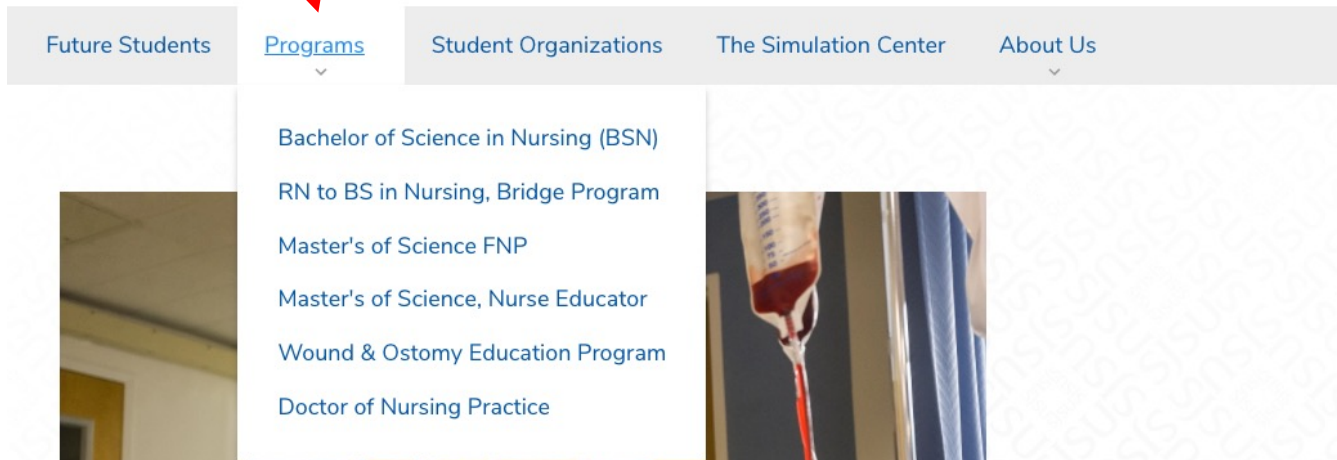 Future Students Programs Student Organizations The Simulation Center About Us
Bachelor of Science in Nursing (BSN)
RN to BS in Nursing, Bridge Program
Master's of Science FNP
Master's of Science, Nurse Educator
Wound & Ostomy Education Program
Doctor of Nursing Practice